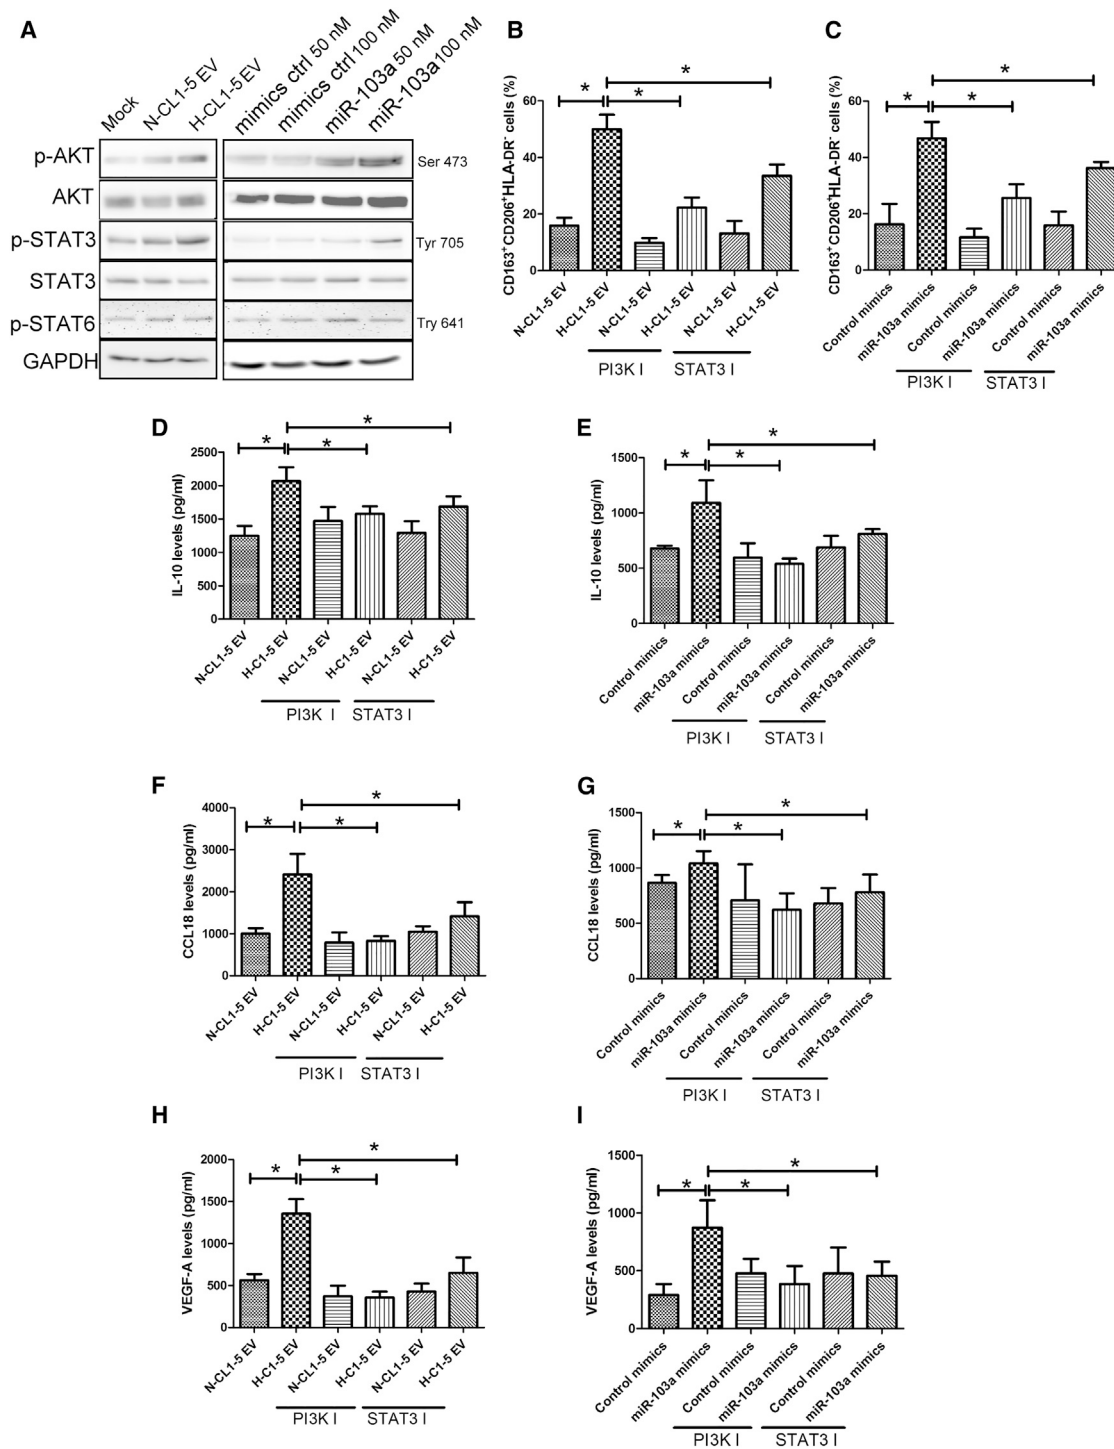 A
Mock
N-CL1-5 EV
H-CL1-5 EV
mimics ctrl 50 nM
mimics ctrl 100 nM
miR-103a 50 nM
miR-103a100 nM
p-AKT
Ser 473
AKT
p-STAT3
Tyr 705
STAT3
p-STAT6
Try 641
GAPDH
B
CD163+CD206+HLA-DR- cells (%)
60
40
20
0
* * *
N-CL1-5 EV
H-CL1-5 EV
N-CL1-5 EV
H-CL1-5 EV
N-CL1-5 EV
H-CL1-5 EV
PI3K I
STAT3 I
C
CD163+CD206+HLA-DR- cells (%)
60
40
20
0
* * *
Control mimics
miR-103a mimics
Control mimics
miR-103a mimics
Control mimics
miR-103a mimics
PI3K I
STAT3 I
D
IL-10 levels (pg/ml)
2500
2000
1500
1000
500
0
* * *
N-CL1-5 EV
H-C1-5 EV
N-CL1-5 EV
H-C1-5 EV
N-CL1-5 EV
H-C1-5 EV
PI3K I
STAT3 I
E
IL-10 levels (pg/ml)
1500
1000
500
0
* * *
Control mimics
miR-103a mimics
Control mimics
miR-103a mimics
Control mimics
miR-103a mimics
PI3K I
STAT3 I
F
CCL18 levels (pg/ml)
4000
3000
2000
1000
0
* * *
N-CL1-5 EV
H-C1-5 EV
N-CL1-5 EV
H-C1-5 EV
N-CL1-5 EV
H-C1-5 EV
PI3K I
STAT3 I
G
CCL18 levels (pg/ml)
1500
1000
500
0
* * *
Control mimics
miR-103a mimics
Control mimics
miR-103a mimics
Control mimics
miR-103a mimics
PI3K I
STAT3 I
H
VEGF-A levels (pg/ml)
2000
1500
1000
500
0
* * *
N-CL1-5 EV
H-C1-5 EV
N-CL1-5 EV
H-C1-5 EV
N-CL1-5 EV
H-C1-5 EV
PI3K I
STAT3 I
I
VEGF-A levels (pg/ml)
1500
1000
500
0
* * *
Control mimics
miR-103a mimics
Control mimics
miR-103a mimics
Control mimics
miR-103a mimics
PI3K I
STAT3 I